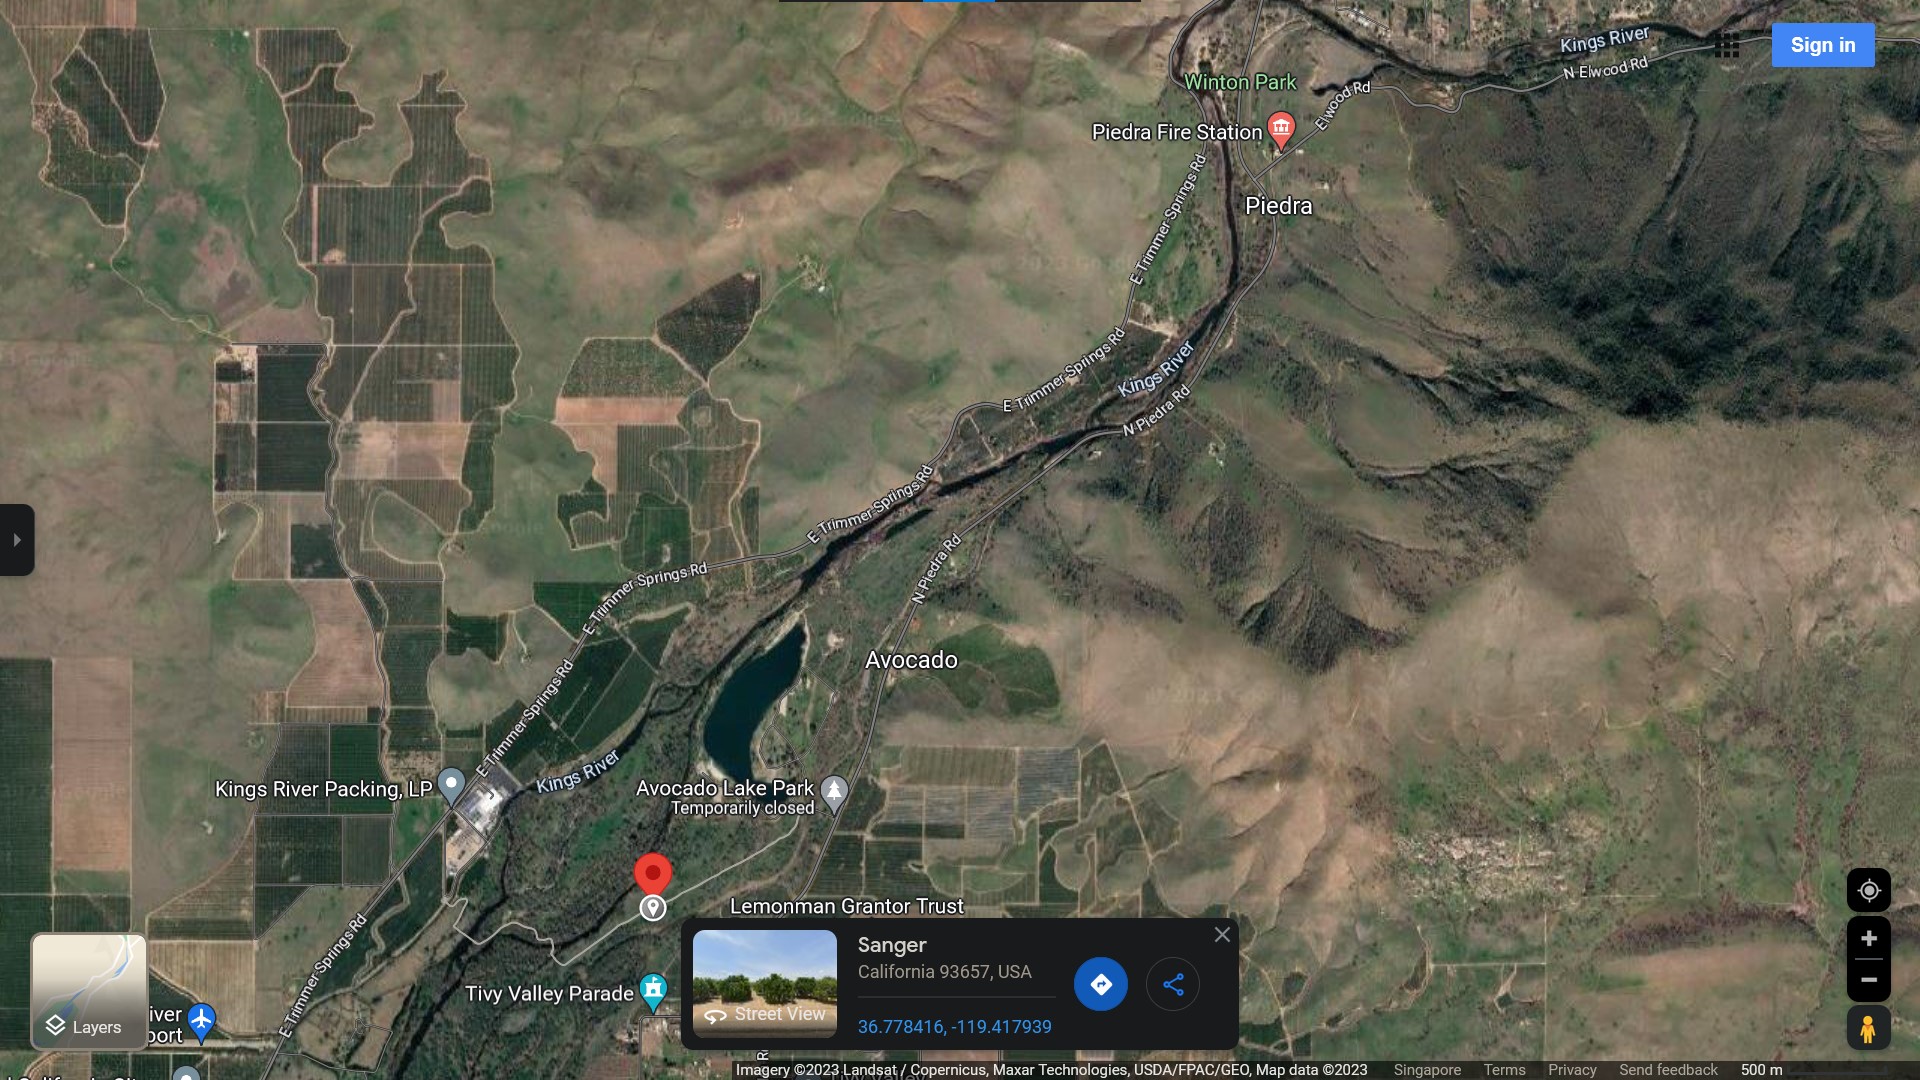 Kings River
N Elwood Rd
Sign in
Winton Park
Elwood Rd
Piedra Fire Station
E Trimmer Springs Rd
Piedra
E Trimmer Springs Rd
Kings River
N Piedra Rd
E Trimmer Springs Rd
E Trimmer Springs Rd
N Piedra Rd
E Trimmer Springs Rd
Avocado
Kings River
Kings River Packing, LP
Avocado Lake Park
Temporarily closed
Lemonman Grantor Trust
E Trimmer Springs Rd
Sanger
California 93657, USA
36.778416, -119.417939
Street View
Tivy Valley Parade
iver
port
Layers
Imagery ©2023 Landsat / Copernicus, Maxar Technologies, USDA/FPAC/GEO, Map data ©2023
Singapore
Terms
Privacy
Send feedback
500 m